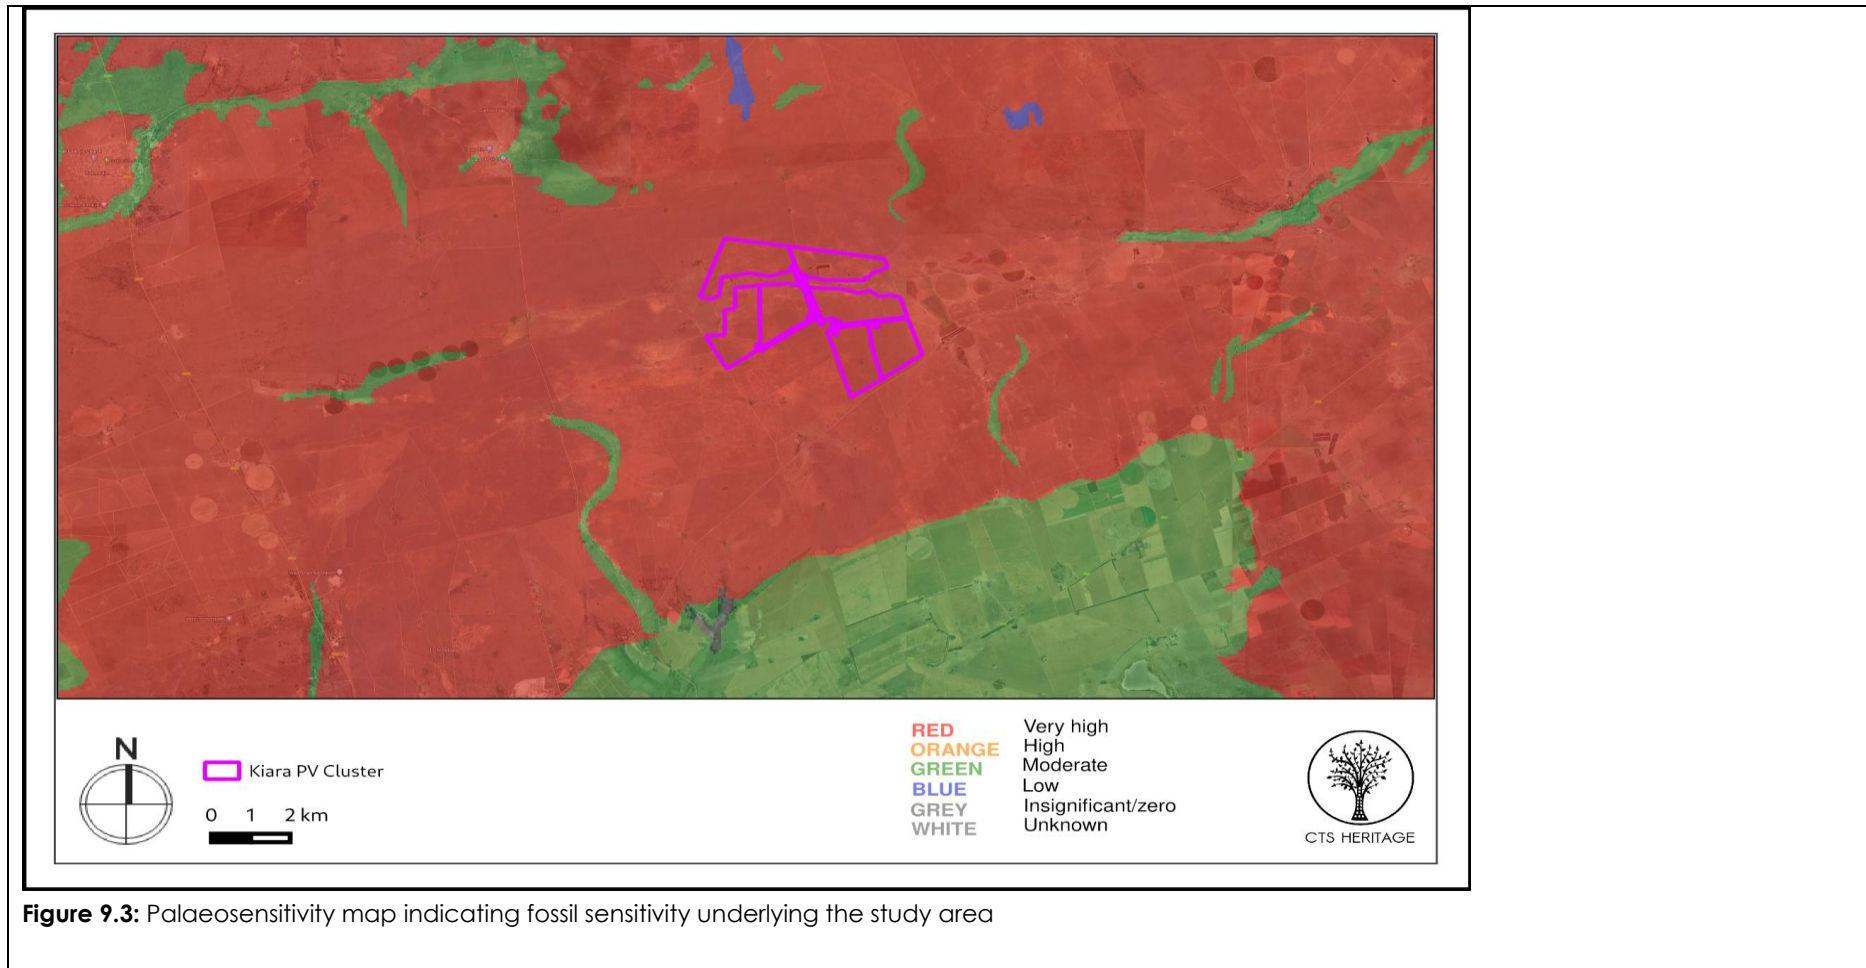 N
Kiara PV Cluster
0 1 2 km
RED Very high
ORANGE High
GREEN Moderate
BLUE Low
GREY Insignificant/zero
WHITE Unknown
CTS HERITAGE
Figure 9.3: Palaeosensitivity map indicating fossil sensitivity underlying the study area